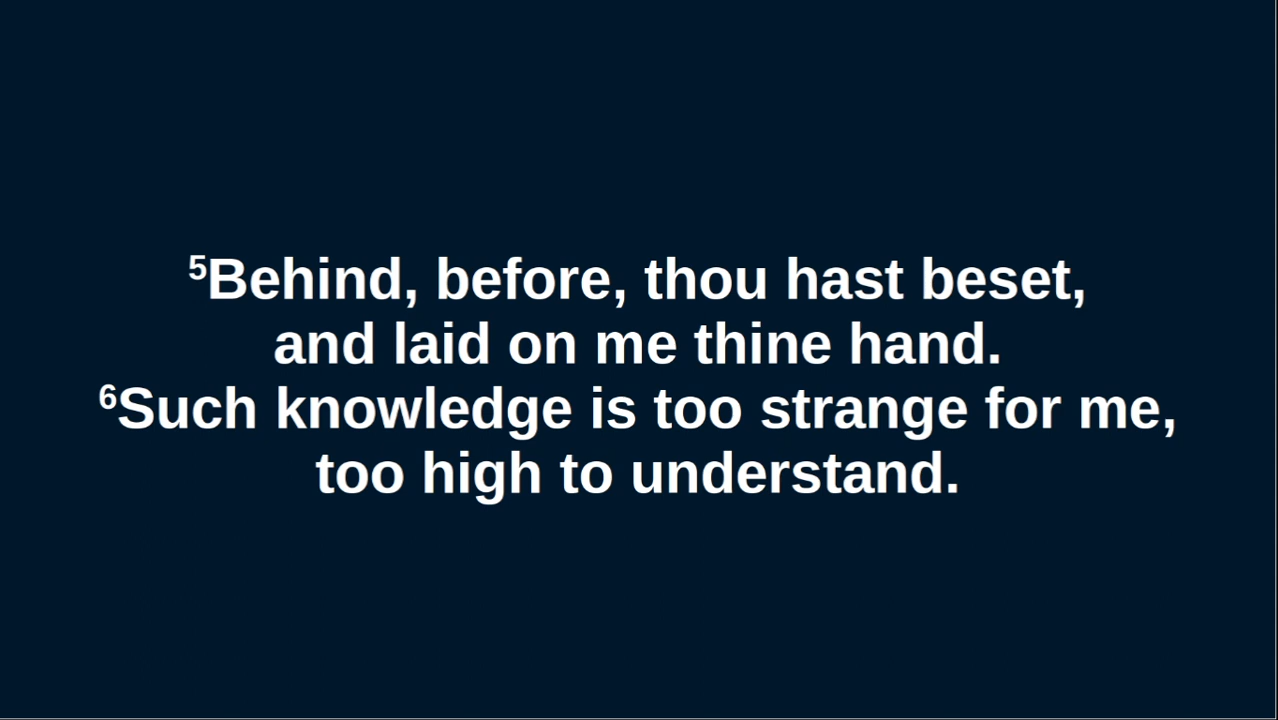 ⁵Behind, before, thou hast beset,
and laid on me thine hand.
⁶Such knowledge is too strange for me,
too high to understand.